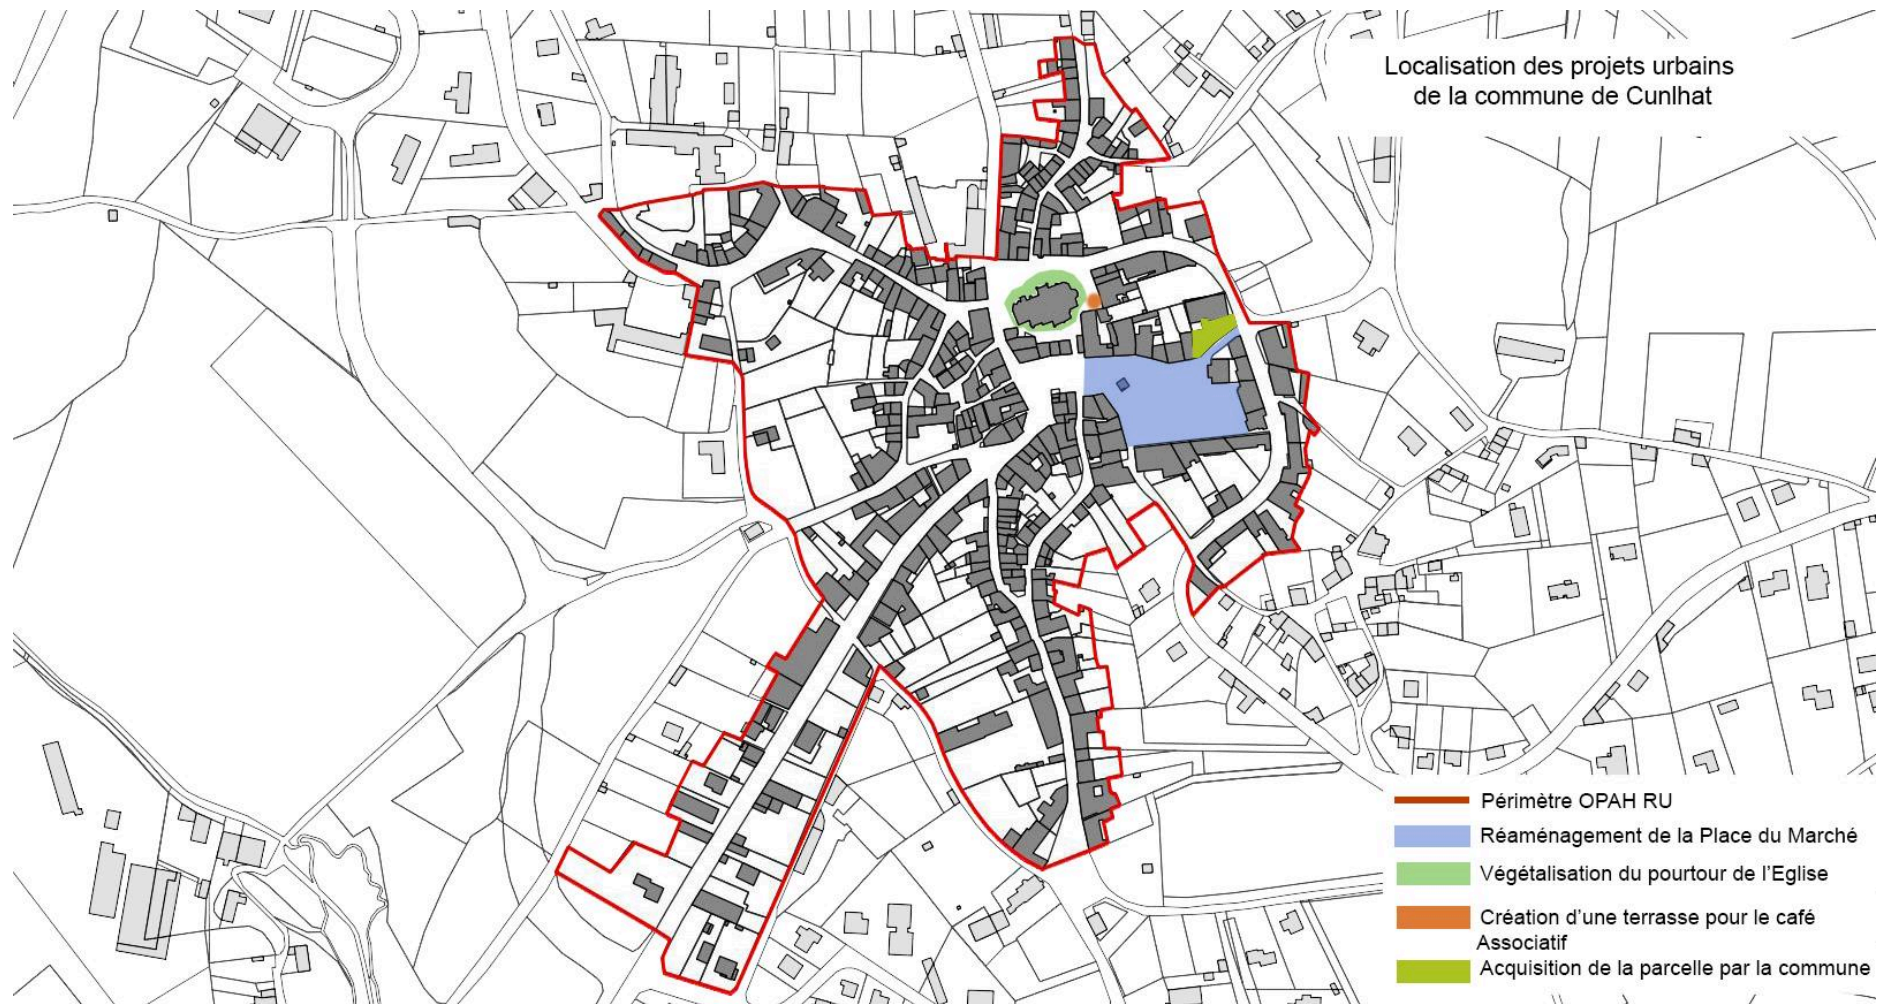 Localisation des projets urbains
de la commune de Cunlhat
Périmètre OPAH RU
Réaménagement de la Place du Marché
Végétalisation du pourtour de l'Eglise
Création d'une terrasse pour le café
Associatif
Acquisition de la parcelle par la commune